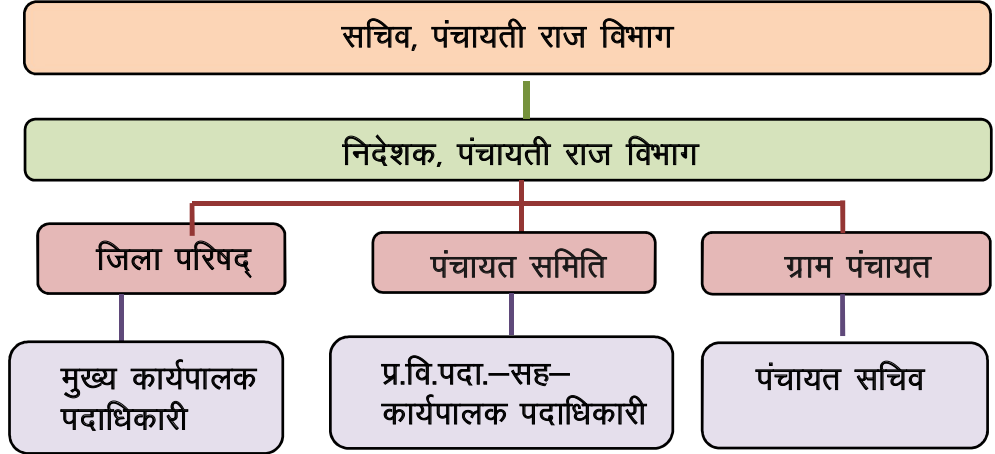 सचिव, पंचायती राज विभाग
निदेशक, पंचायती राज विभाग
जिला परिषद्
पंचायत समिति
ग्राम पंचायत
मुख्य कार्यपालक
पदाधिकारी
प्र.वि.पदा.–सह–
कार्यपालक पदाधिकारी
पंचायत सचिव